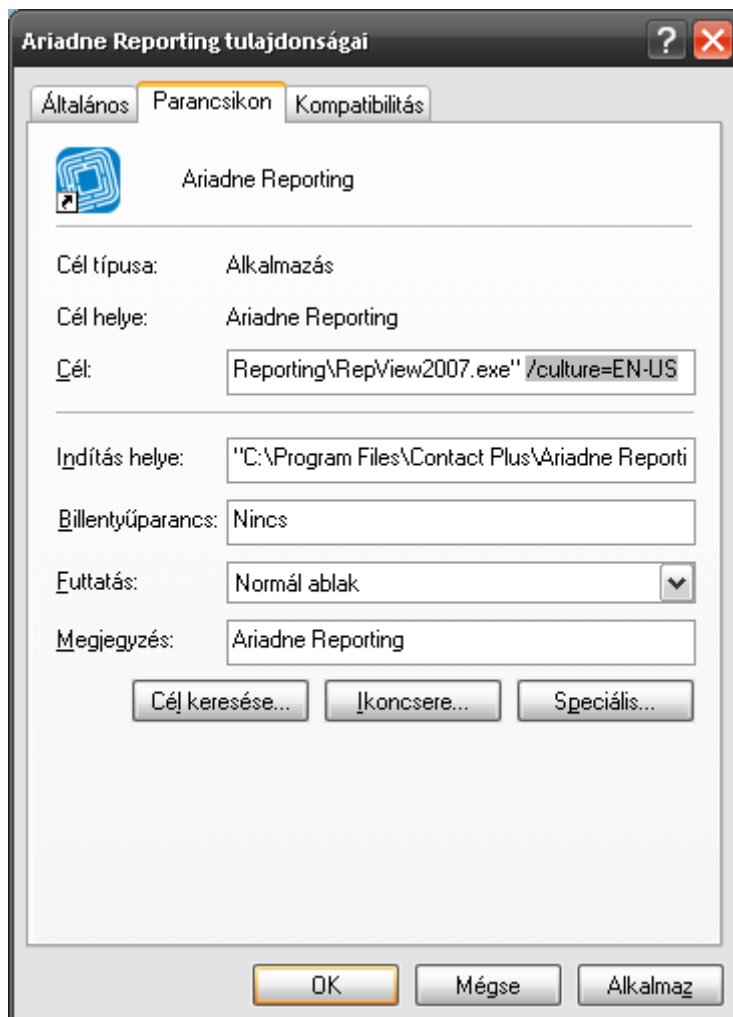 Ariadne Reporting tulajdonságai
Általános Parancsikon Kompatibilitás
Ariadne Reporting
Cél típusa: Alkalmazás
Cél helye: Ariadne Reporting
Cél: Reporting\RepView2007.exe" /culture=EN-US
Indítás helye: "C:\Program Files\Contact Plus\Ariadne Reporti
Billentyűparancs: Nincs
Futtatás: Normál ablak
Megjegyzés: Ariadne Reporting
Cél keresése... Ikoncsere... Speciális...
OK Mégse Alkalmaz